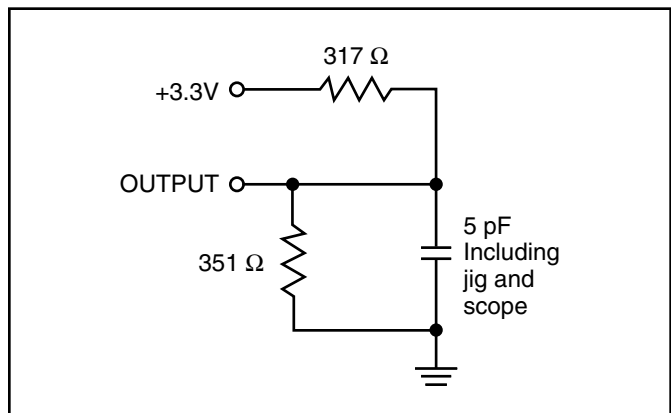 317 Ω
+3.3V
OUTPUT
351 Ω
5 pF
Including
jig and
scope